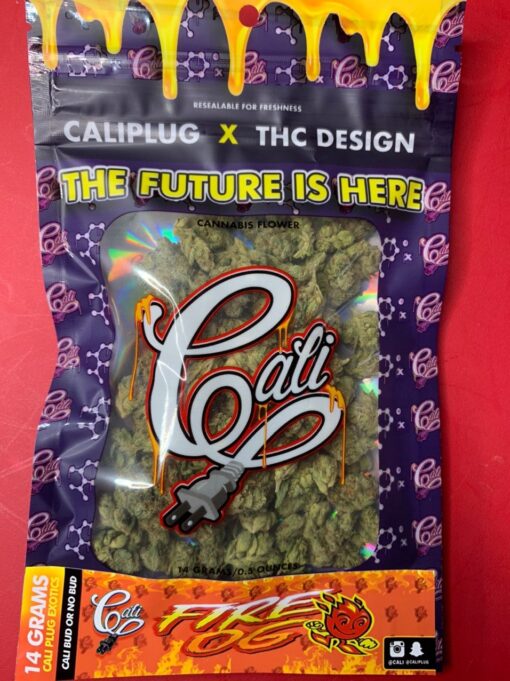 RESEALABLE FOR FRESHNESS
CALIPLUG X THC DESIGN
THE FUTURE IS HERE
CANNABIS FLOWER
Cali
14 GRAMS/0.5 OUNCES
14 GRAMS
CALI PLUG EXOTICS
CALI BUD OR NO BUD
Cali
FIRE
OG
@CALI @CALIPLUG